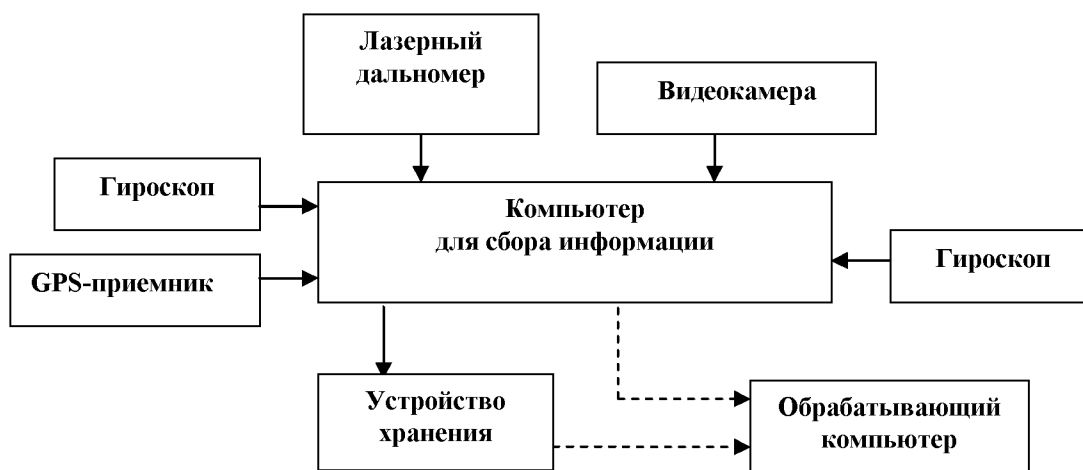 Лазерный
дальномер
Видеокамера
Гироскоп
Компьютер
для сбора информации
GPS-приемник
Гироскоп
Устройство
хранения
Обрабатывающий
компьютер